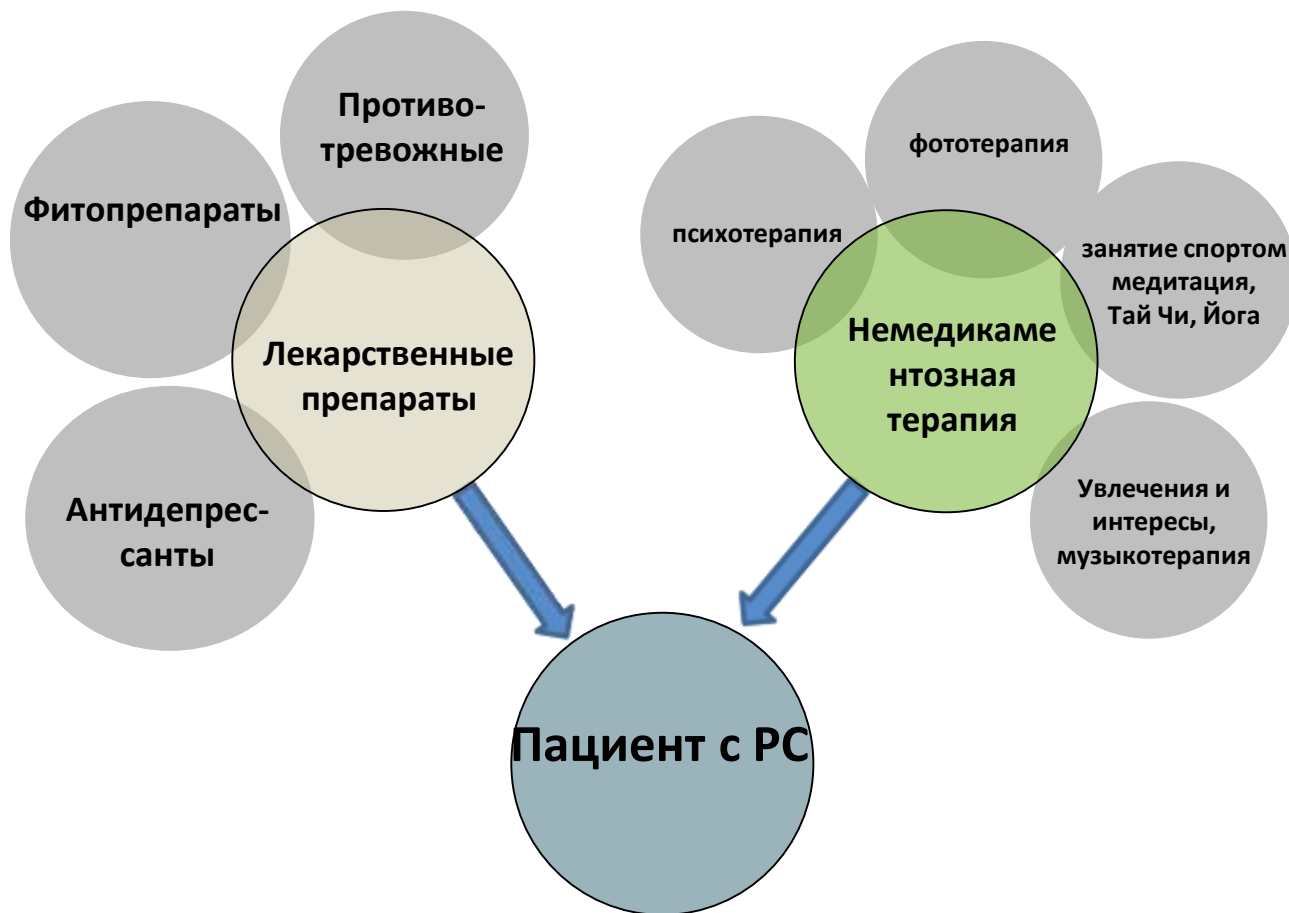 Противо-
тревожные
Фитопрепараты
Лекарственные
препараты
Антидепрес-
санты
фототерапия
психотерапия
занятие спортом
медитация,
Тай Чи, Йога
Немедикаме
нтозная
терапия
Увлечения и
интересы,
музыкотерапия
Пациент с РС